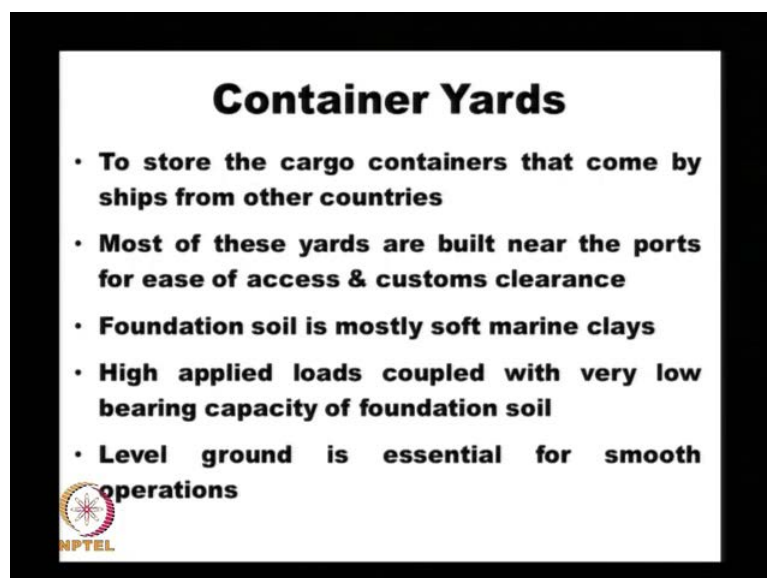 Container Yards
• To store the cargo containers that come by
ships from other countries
• Most of these yards are built near the ports
for ease of access & customs clearance
• Foundation soil is mostly soft marine clays
• High applied loads coupled with very low
bearing capacity of foundation soil
• Level ground is essential for smooth
operations
NPTEL